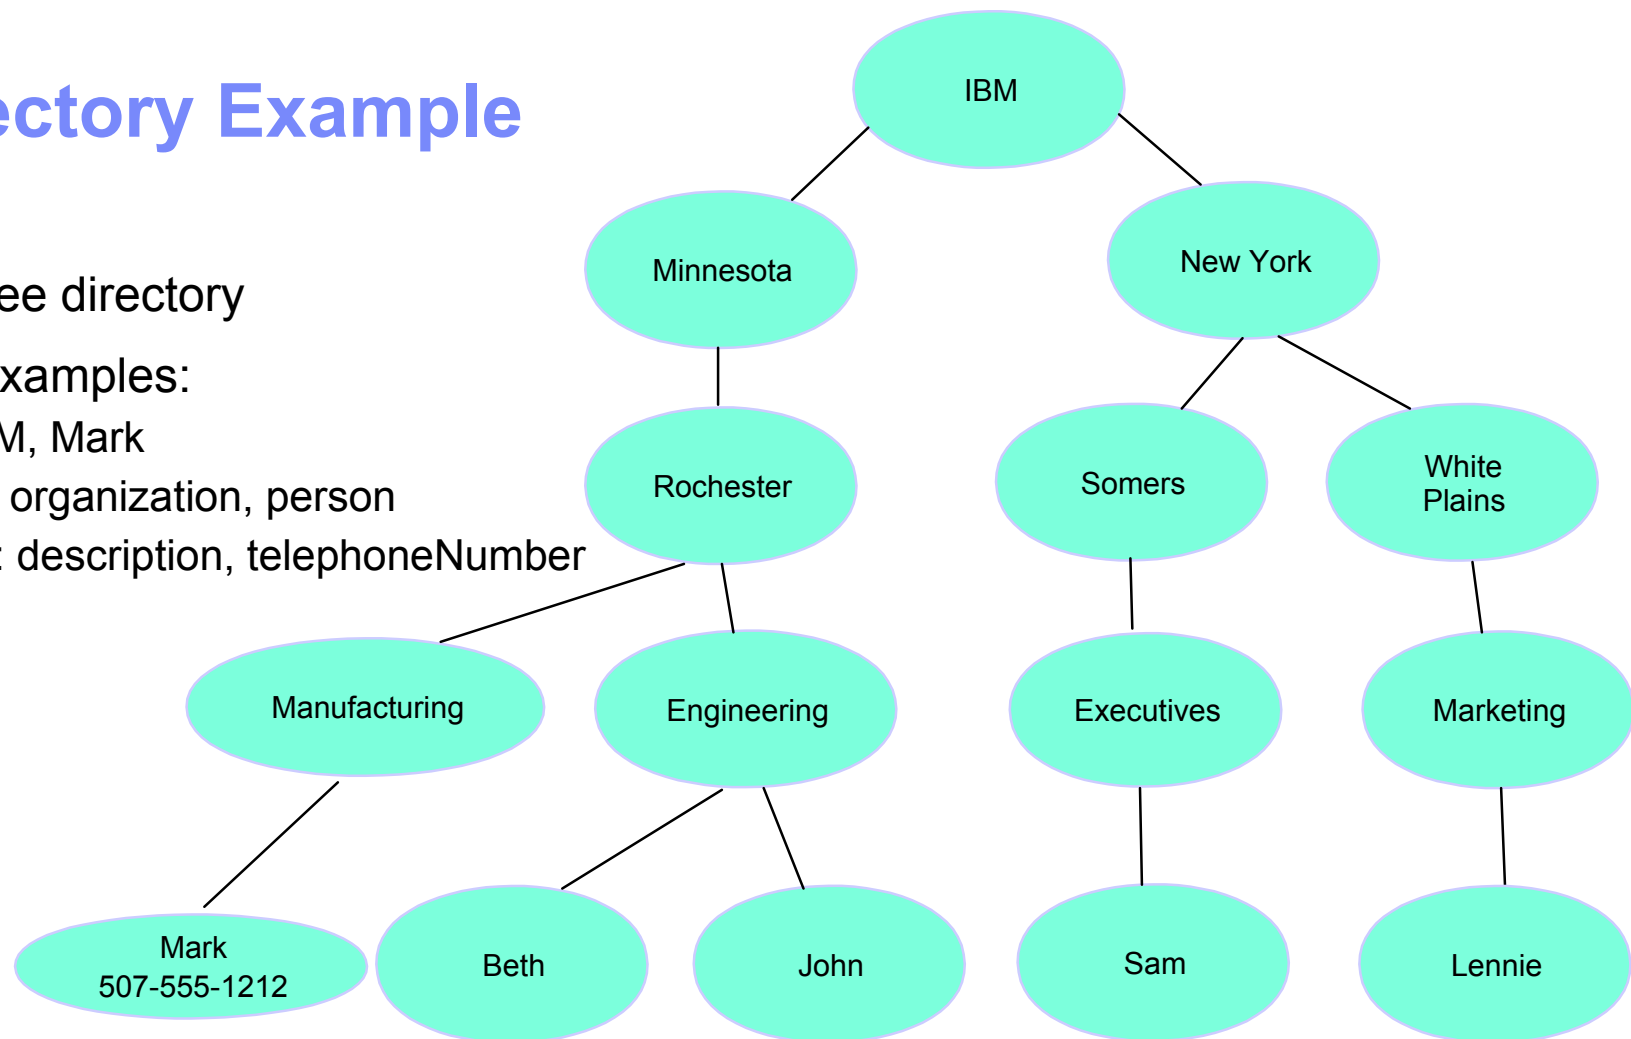 ectory Example
ee directory
xamples:
M, Mark
organization, person
: description, telephoneNumber
IBM
Minnesota
New York
Rochester
Somers
White
Plains
Manufacturing
Engineering
Executives
Marketing
Mark
507-555-1212
Beth
John
Sam
Lennie